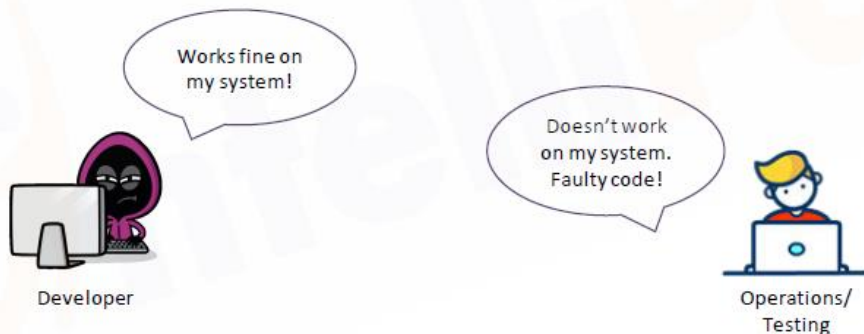 Works fine on
my system!
Doesn't work
on my system.
Faulty code!
Developer
Operations/
Testing